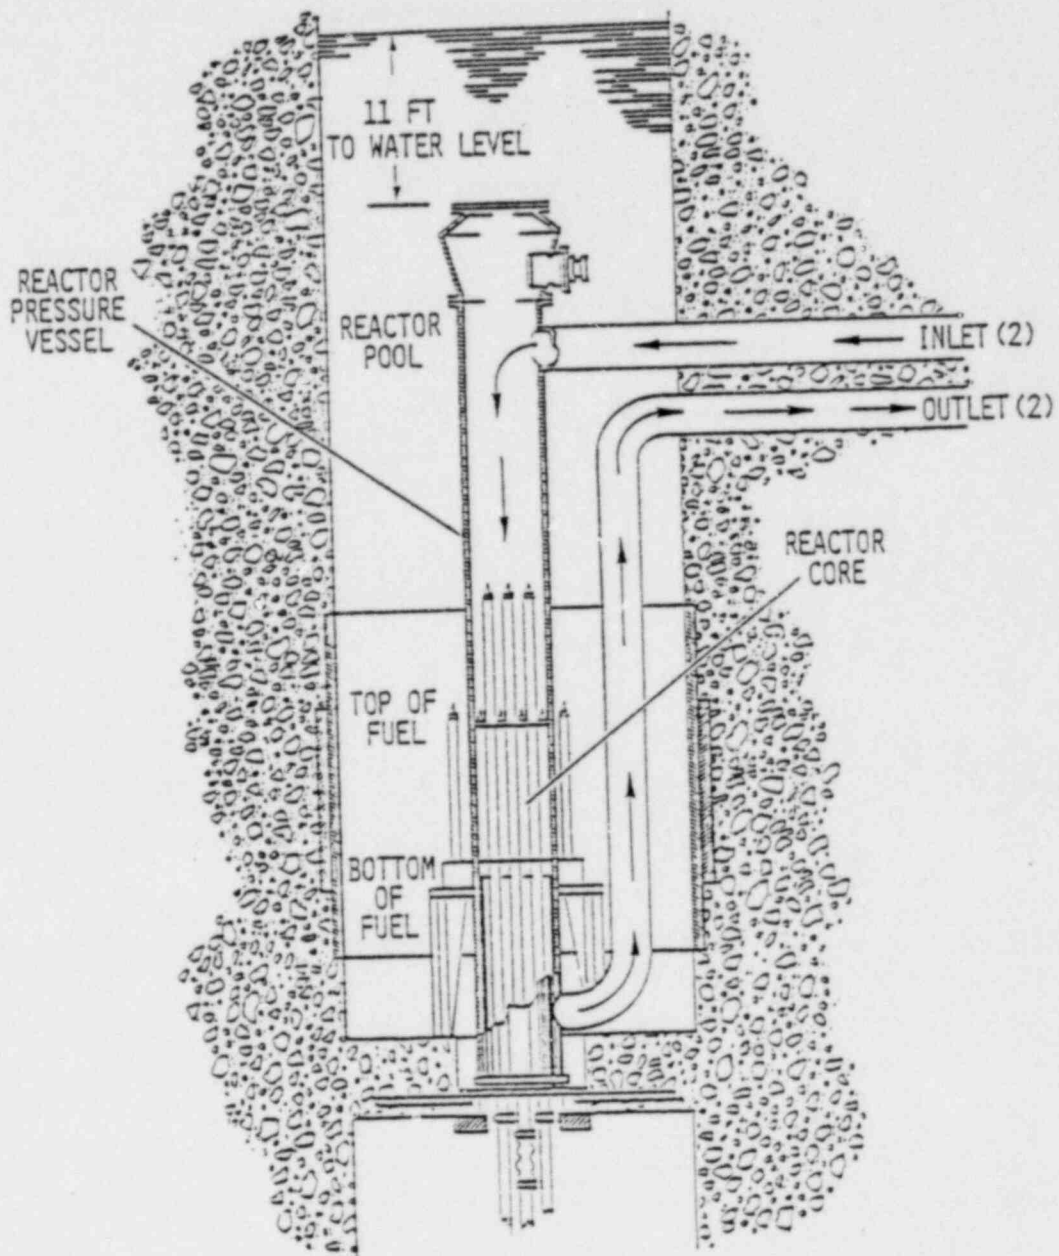 11 FT
TO WATER LEVEL
REACTOR
PRESSURE
VESSEL
REACTOR
POOL
INLET (2)
OUTLET (2)
REACTOR
CORE
TOP OF
FUEL
BOTTOM
OF
FUEL